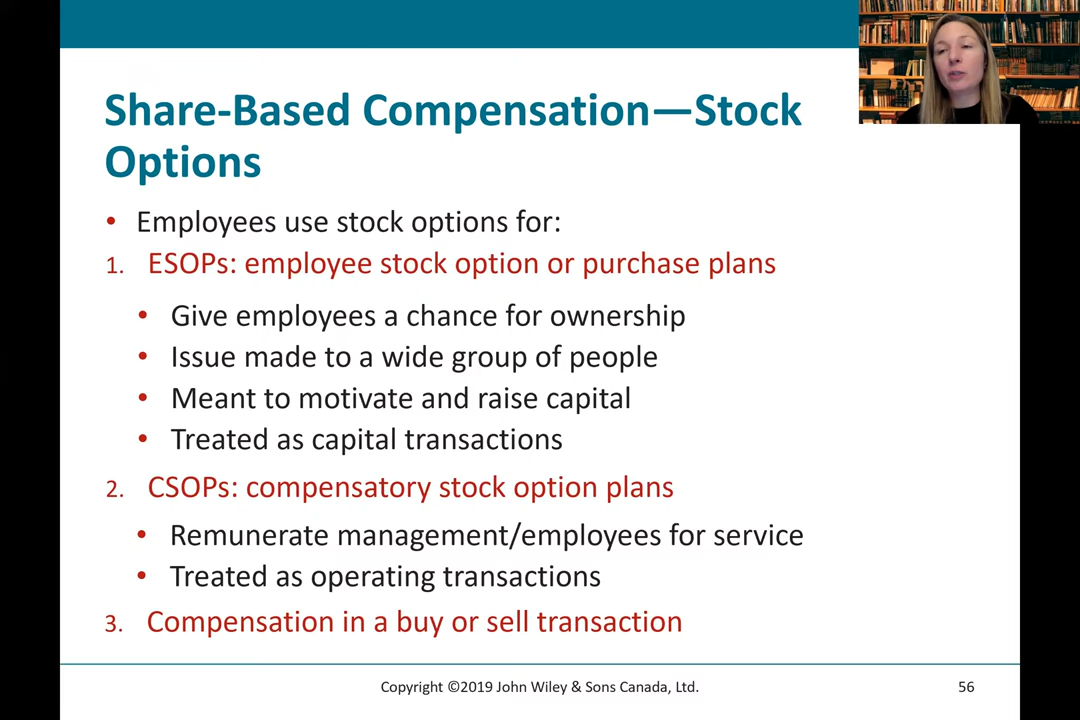 Share-Based Compensation—Stock
Options
• Employees use stock options for:
1. ESOPs: employee stock option or purchase plans
• Give employees a chance for ownership
• Issue made to a wide group of people
• Meant to motivate and raise capital
• Treated as capital transactions
2. CSOPs: compensatory stock option plans
• Remunerate management/employees for service
• Treated as operating transactions
3. Compensation in a buy or sell transaction
Copyright ©2019 John Wiley & Sons Canada, Ltd.
56